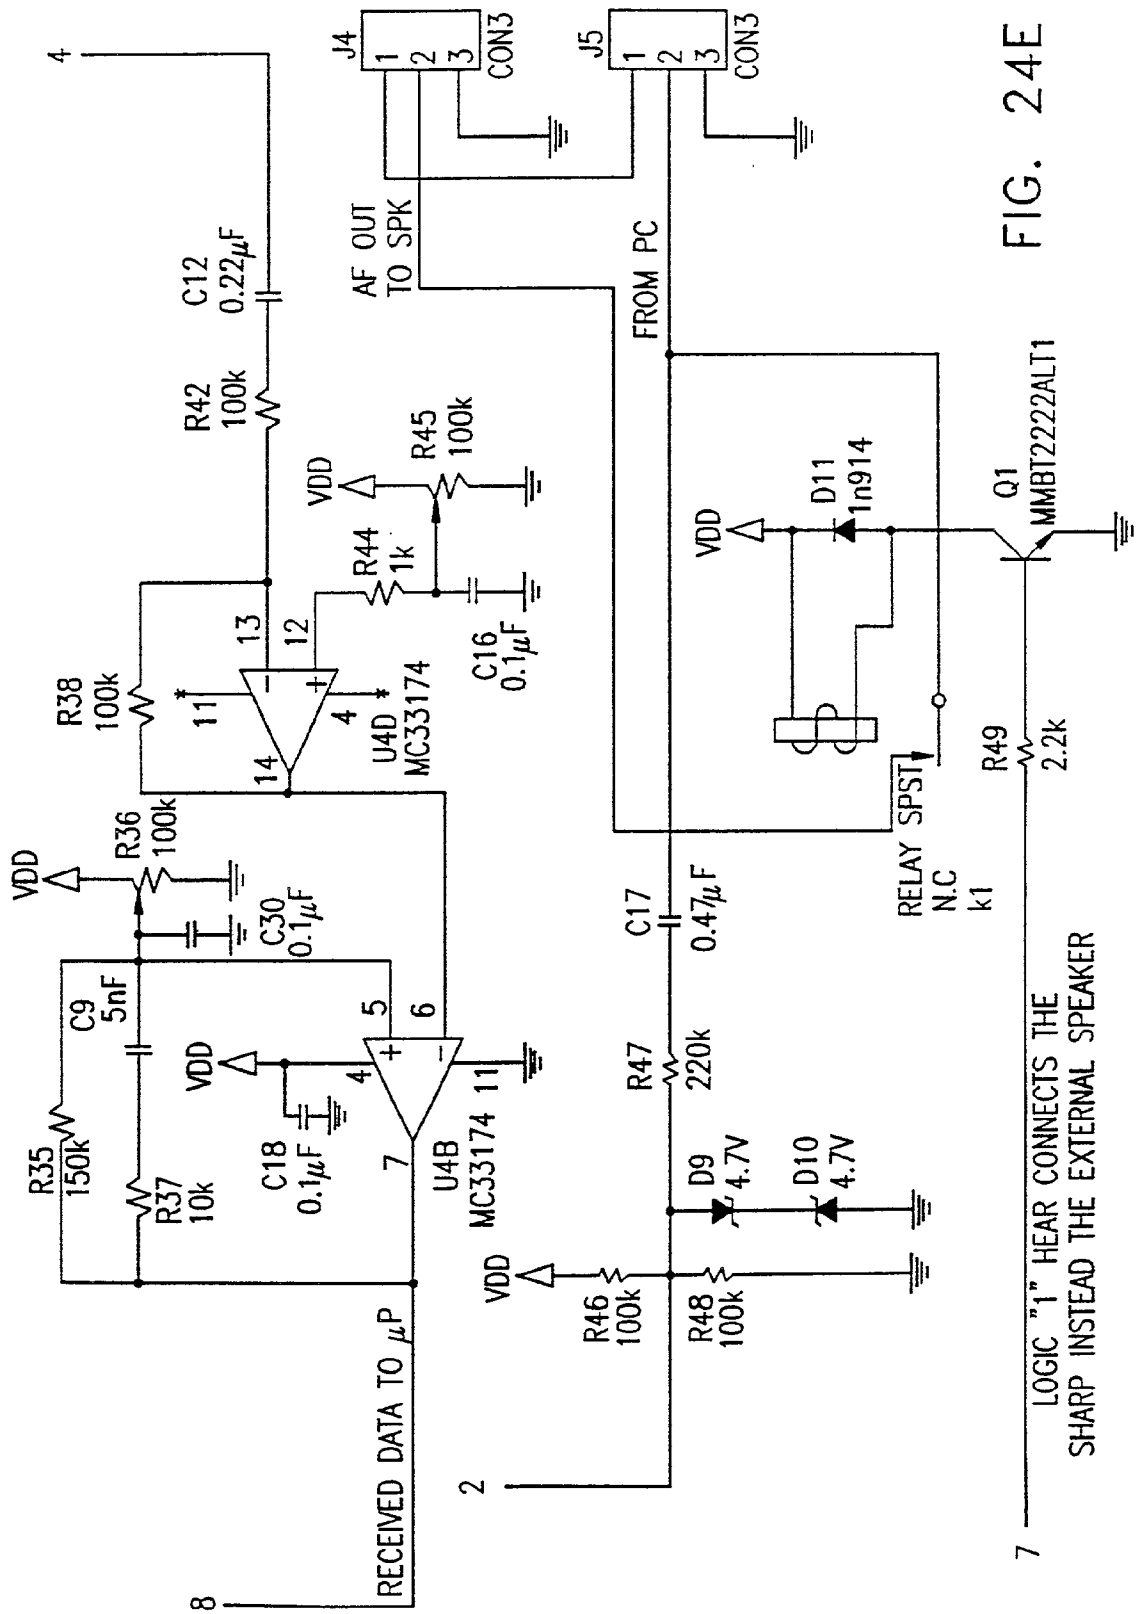 8
RECEIVED DATA TO μP
R35
150k
R37
10k
C9
5nF
VDD
R36
100k
C30
0.1μF
VDD
C18
0.1μF
4
5
6
+
−
7
11
U4B
MC33174
R38
100k
11
13
12
−
+
14
4
U4D
MC33174
R44
1k
C16
0.1μF
VDD
R45
100k
R42
100k
C12
0.22μF
4
J4
1
2
3
CON3
AF OUT
TO SPK
J5
1
2
3
CON3
FROM PC
2
VDD
R46
100k
R48
100k
D9
4.7V
D10
4.7V
R47
220k
C17
0.47μF
RELAY SPST
N.C
k1
VDD
D11
1n914
Q1
MMBT2222ALT1
R49
2.2k
7
LOGIC "1" HEAR CONNECTS THE
SHARP INSTEAD THE EXTERNAL SPEAKER
FIG. 24E